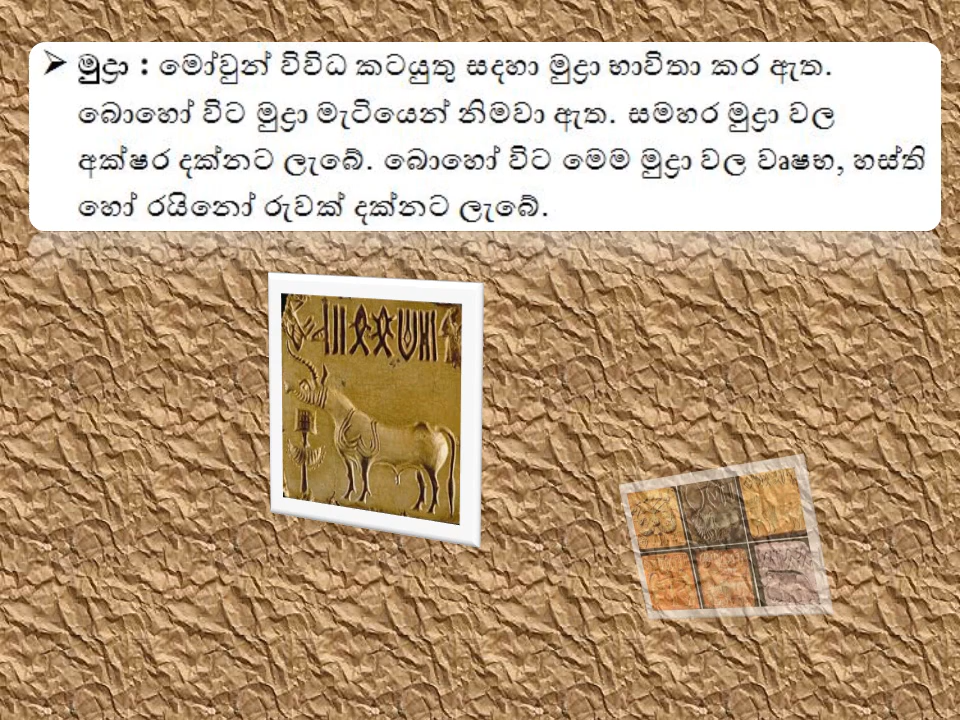 ➢ මුද්‍රා : මෝවුන් විවිධ කටයුතු සඳහා මුද්‍රා භාවිතා කර ඇත.
බොහෝ විට මුද්‍රා මැටියෙන් නිමවා ඇත. සමහර මුද්‍රා වල
අක්ෂර දක්නට ලැබේ. බොහෝ විට මෙම මුද්‍රා වල වෘෂභ, හස්ති
හෝ රයිනෝ රුවක් දක්නට ලැබේ.